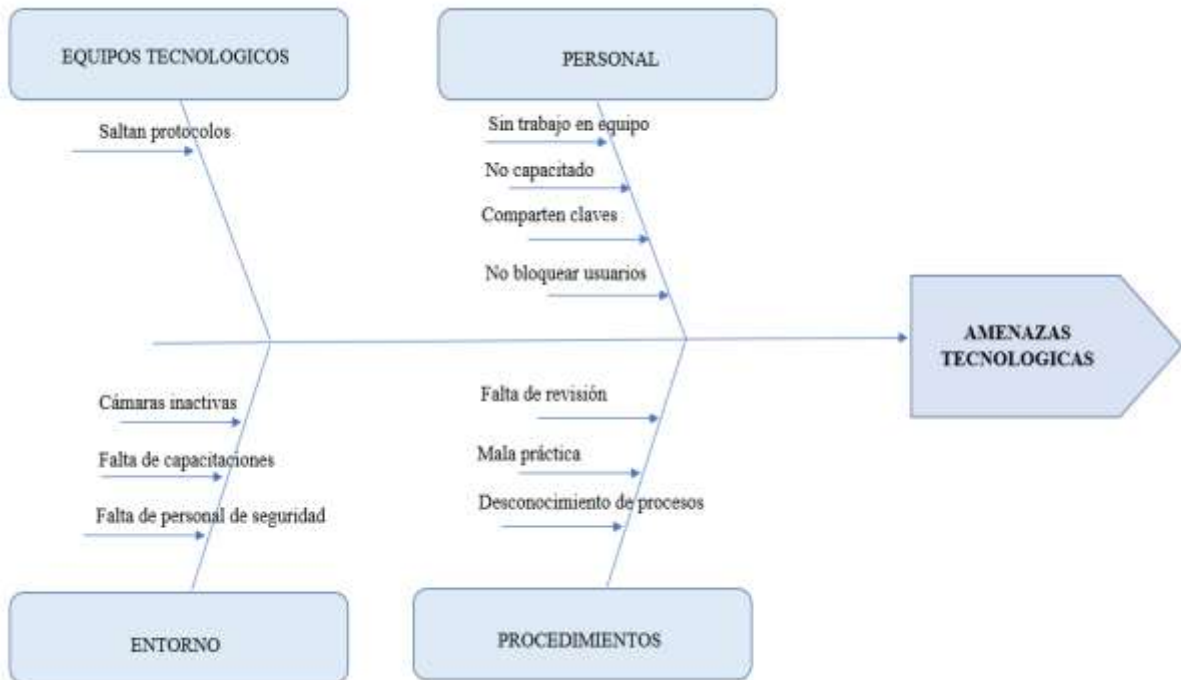 EQUIPOS TECNOLOGICOS
PERSONAL
Saltan protocolos
Sin trabajo en equipo
No capacitado
Comparten claves
No bloquear usuarios
AMENAZAS
TECNOLOGICAS
Cámaras inactivas
Falta de capacitaciones
Falta de personal de seguridad
Falta de revisión
Mala práctica
Desconocimiento de procesos
ENTORNO
PROCEDIMIENTOS